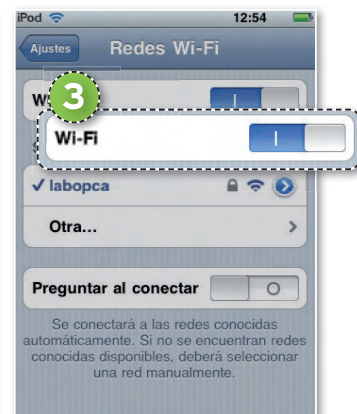 iPod 12:54
Ajustes Redes Wi-Fi
3
Wi-Fi
✓ labopca
Otra...
Preguntar al conectar
Se conectará a las redes conocidas
automáticamente. Si no se encuentran redes
conocidas disponibles, deberá seleccionar
una red manualmente.